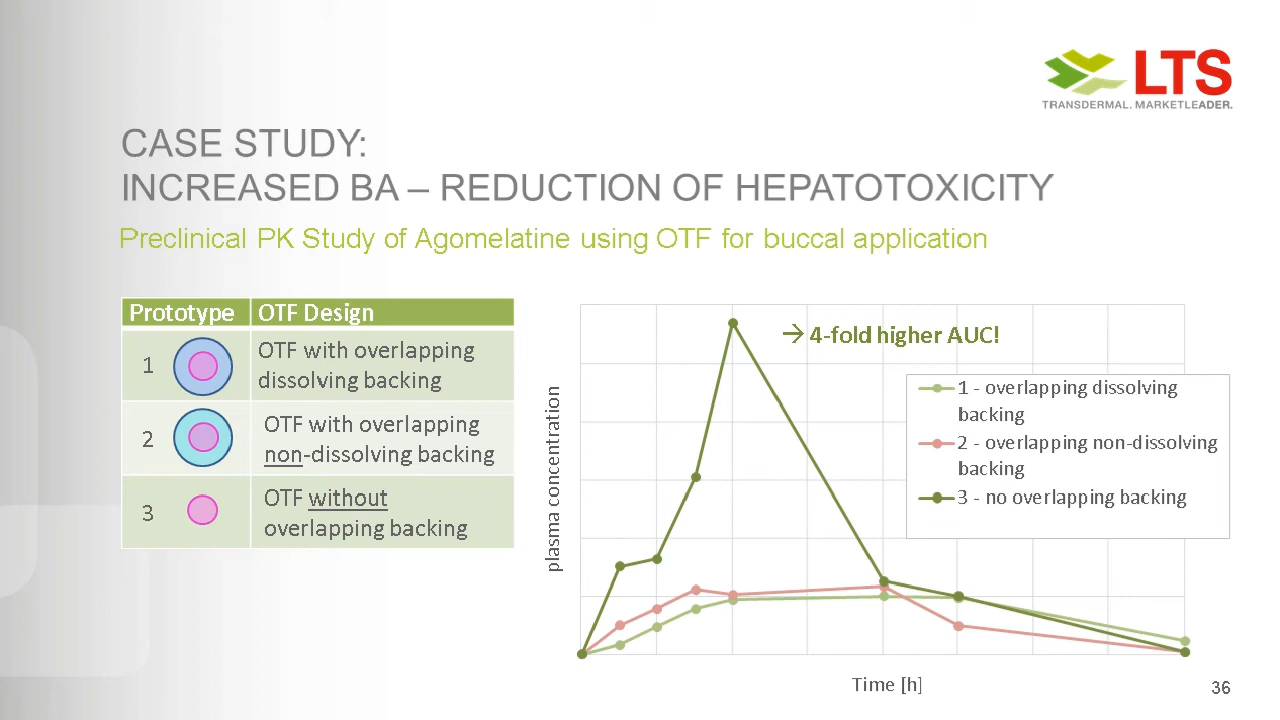 LTS
TRANSDERMAL. MARKETLEADER.
CASE STUDY:
INCREASED BA – REDUCTION OF HEPATOTOXICITY
Preclinical PK Study of Agomelatine using OTF for buccal application
Prototype OTF Design
1 OTF with overlapping
dissolving backing
2 OTF with overlapping
non-dissolving backing
3 OTF without
overlapping backing
plasma concentration
→ 4-fold higher AUC!
1 - overlapping dissolving
backing
2 - overlapping non-dissolving
backing
3 - no overlapping backing
Time [h]
36